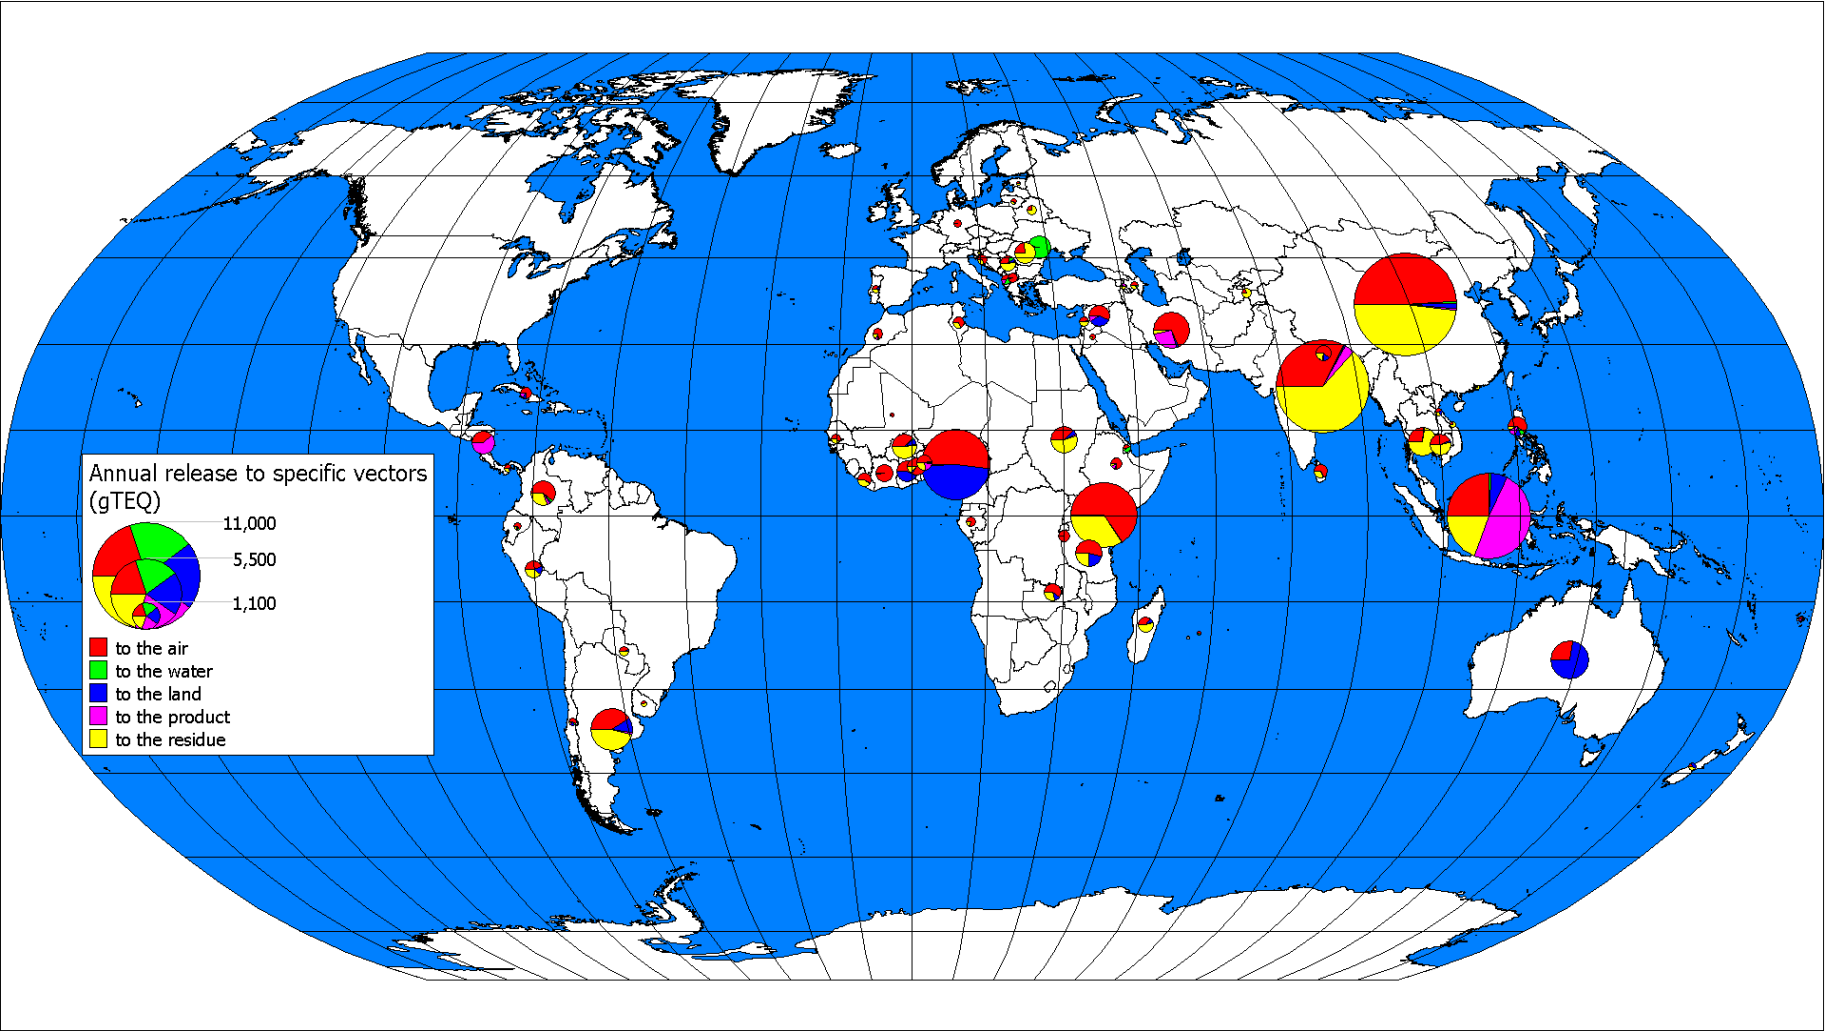 Annual release to specific vectors
(gTEQ)
11,000
5,500
1,100
to the air
to the water
to the land
to the product
to the residue